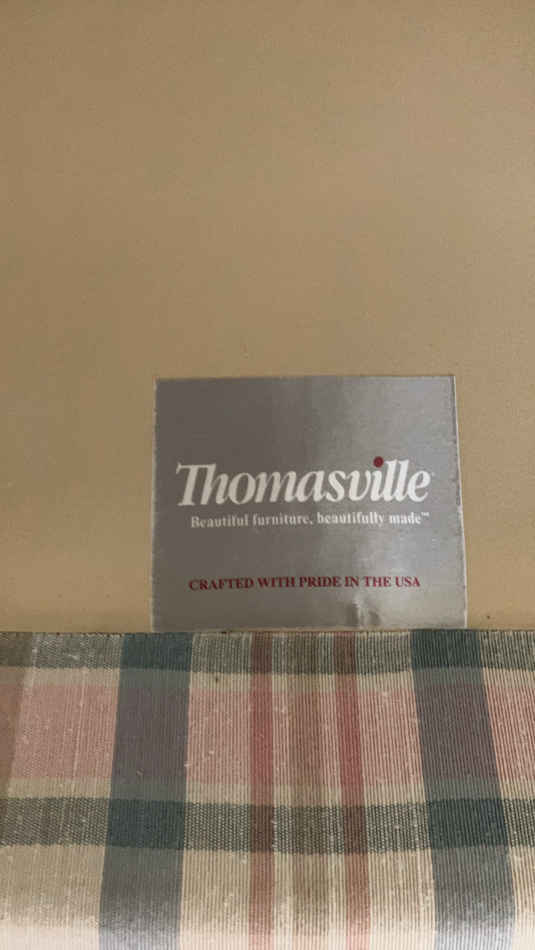 Thomasville
Beautiful furniture, beautifully made™
CRAFTED WITH PRIDE IN THE USA